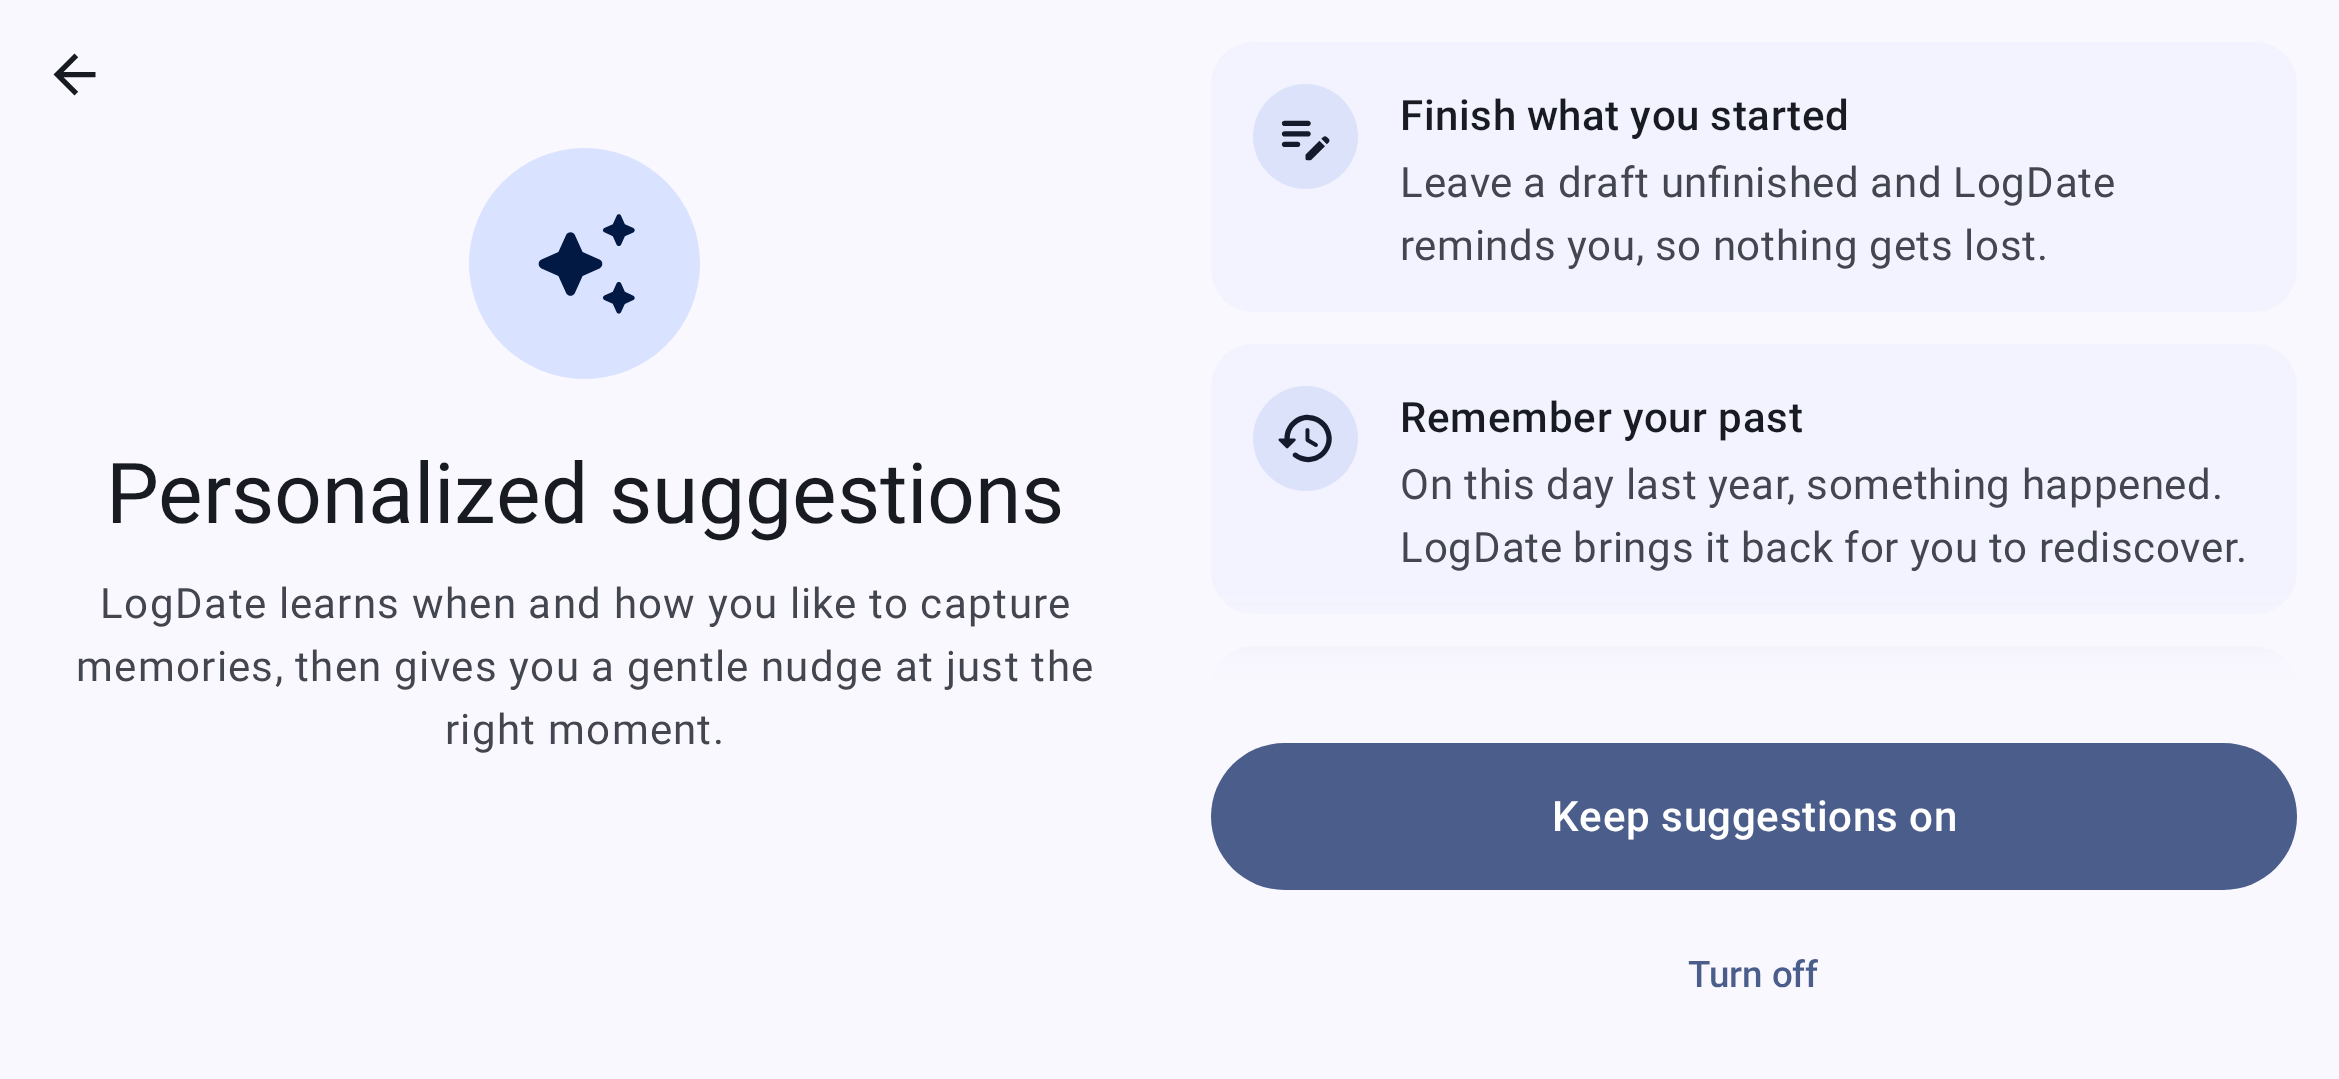 Personalized suggestions
LogDate learns when and how you like to capture
memories, then gives you a gentle nudge at just the
right moment.
Finish what you started
Leave a draft unfinished and LogDate
reminds you, so nothing gets lost.
Remember your past
On this day last year, something happened.
LogDate brings it back for you to rediscover.
Keep suggestions on
Turn off